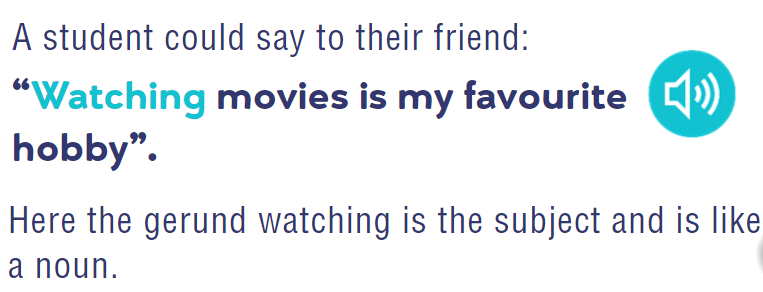 A student could say to their friend:
“Watching movies is my favourite
hobby”.
Here the gerund watching is the subject and is like
a noun.